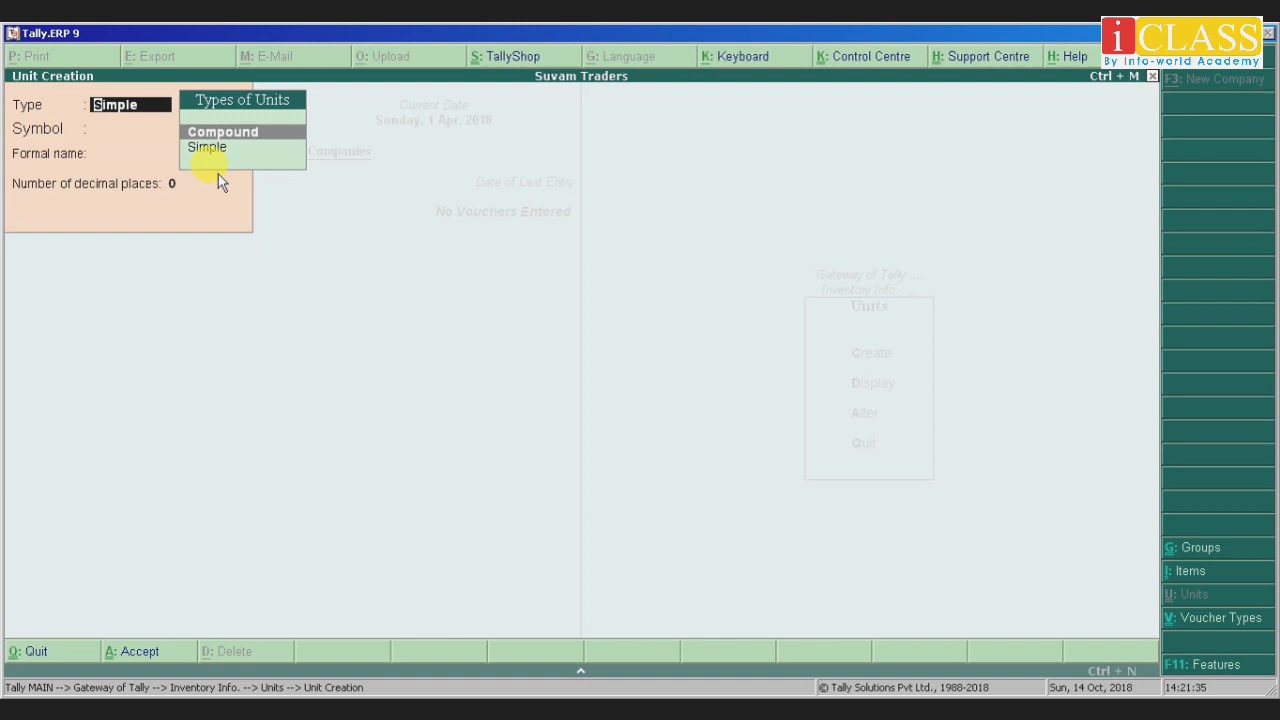 Tally.ERP 9
P: Print
E: Export
M: E-Mail
O: Upload
S: TallyShop
G: Language
K: Keyboard
K: Control Centre
H: Support Centre
H: Help
iCLASS
By Info-world Academy
Unit Creation
Suvam Traders
Ctrl + M
F3: New Company
Type : Simple
Symbol :
Formal name:
Number of decimal places: 0
Types of Units
Compound
Simple
Current Date
Sunday, 1 Apr, 2018
Companies
Date of Last Entry
No Vouchers Entered
Gateway of Tally ....
Inventory Info. ...
Units
Create
Display
Alter
Quit
G: Groups
I: Items
U: Units
V: Voucher Types
F11: Features
Q: Quit
A: Accept
D: Delete
Ctrl + N
Tally MAIN --> Gateway of Tally --> Inventory Info. --> Units --> Unit Creation
© Tally Solutions Pvt Ltd., 1988-2018
Sun, 14 Oct, 2018
14:21:35